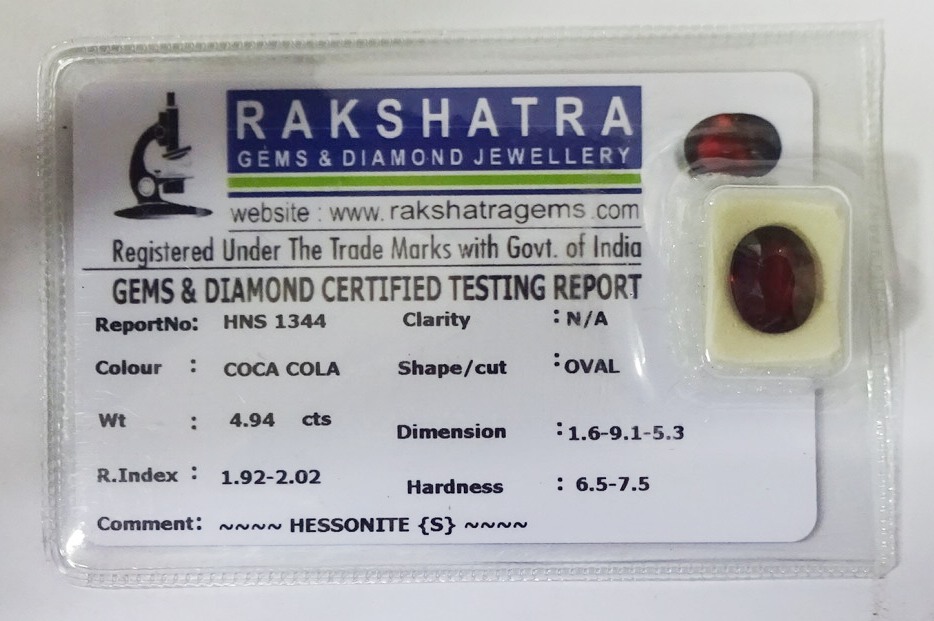 RAKSHATRA
GEMS & DIAMOND JEWELLERY
website : www. rakshatragems .com
Registered Under The Trade Marks with Govt. of India
GEMS & DIAMOND CERTIFIED TESTING REPORT
ReportNo: HNS 1344 Clarity : N/A
Colour : COCA COLA Shape/cut : OVAL
Wt : 4.94 cts Dimension : 1.6-9.1-5.3
R.Index : 1.92-2.02 Hardness : 6.5-7.5
Comment: ~~~~ HESSONITE {S} ~~~~